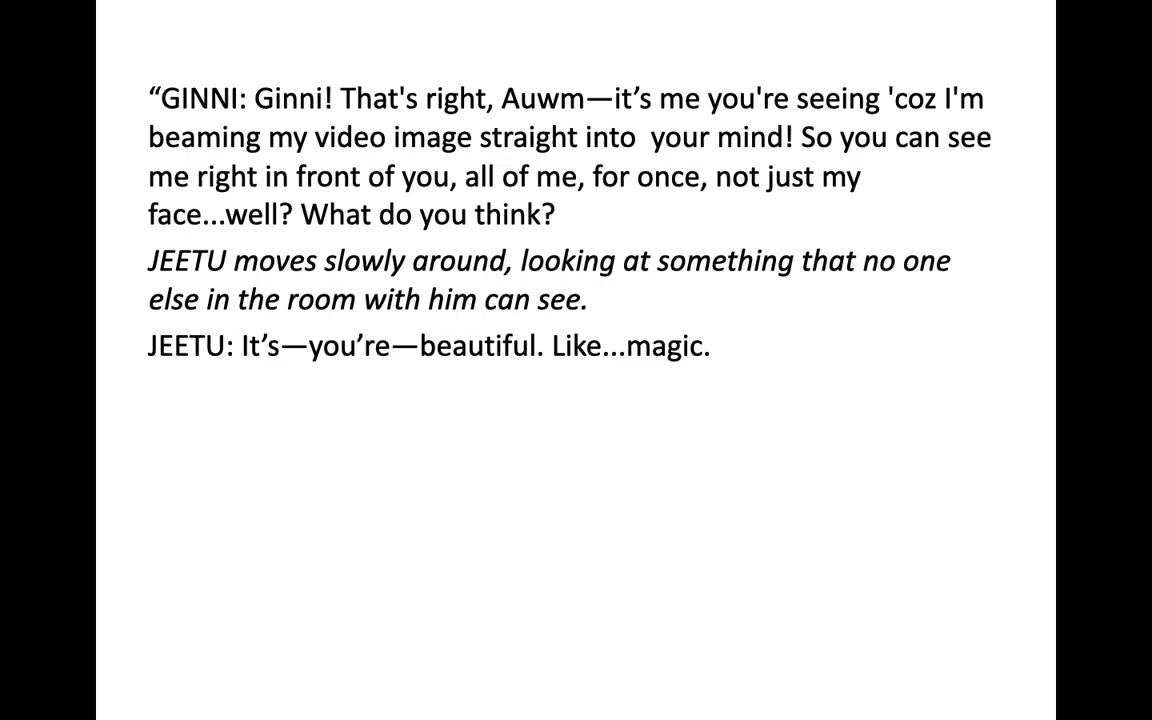 “GINNI: Ginni! That's right, Auwm—it’s me you're seeing 'coz I'm
beaming my video image straight into  your mind! So you can see
me right in front of you, all of me, for once, not just my
face...well? What do you think?
JEETU moves slowly around, looking at something that no one
else in the room with him can see.
JEETU: It’s—you’re—beautiful. Like...magic.